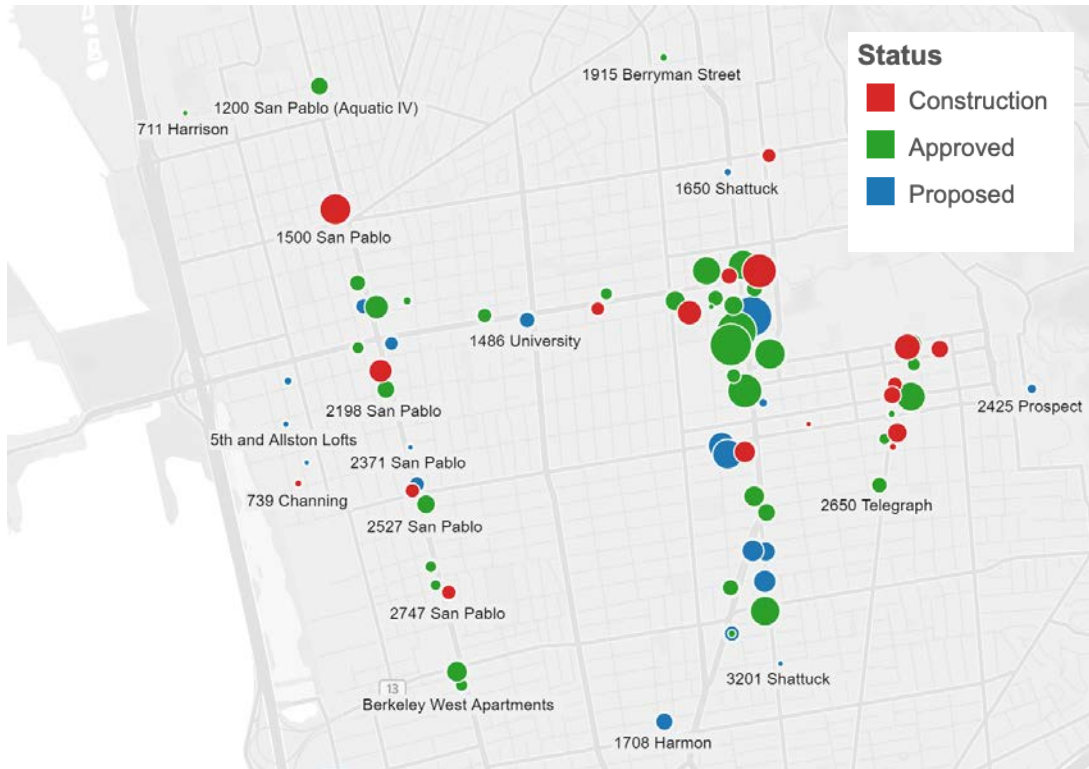 Status
Construction
Approved
Proposed
1915 Berryman Street
1200 San Pablo (Aquatic IV)
711 Harrison
1650 Shattuck
1500 San Pablo
1486 University
2198 San Pablo
2425 Prospect
5th and Allston Lofts
2371 San Pablo
739 Channing
2650 Telegraph
2527 San Pablo
2747 San Pablo
3201 Shattuck
13
Berkeley West Apartments
1708 Harmon